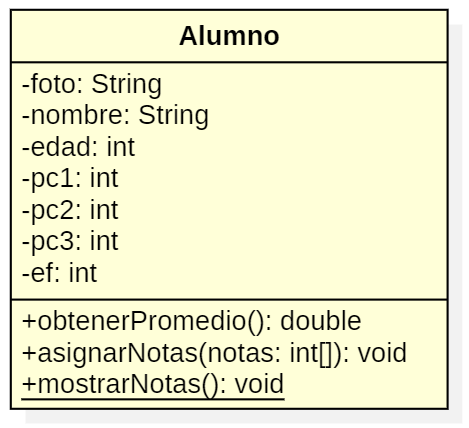 Alumno
-foto: String
-nombre: String
-edad: int
-pc1: int
-pc2: int
-pc3: int
-ef: int
+obtenerPromedio(): double
+asignarNotas(notas: int[]): void
+mostrarNotas(): void